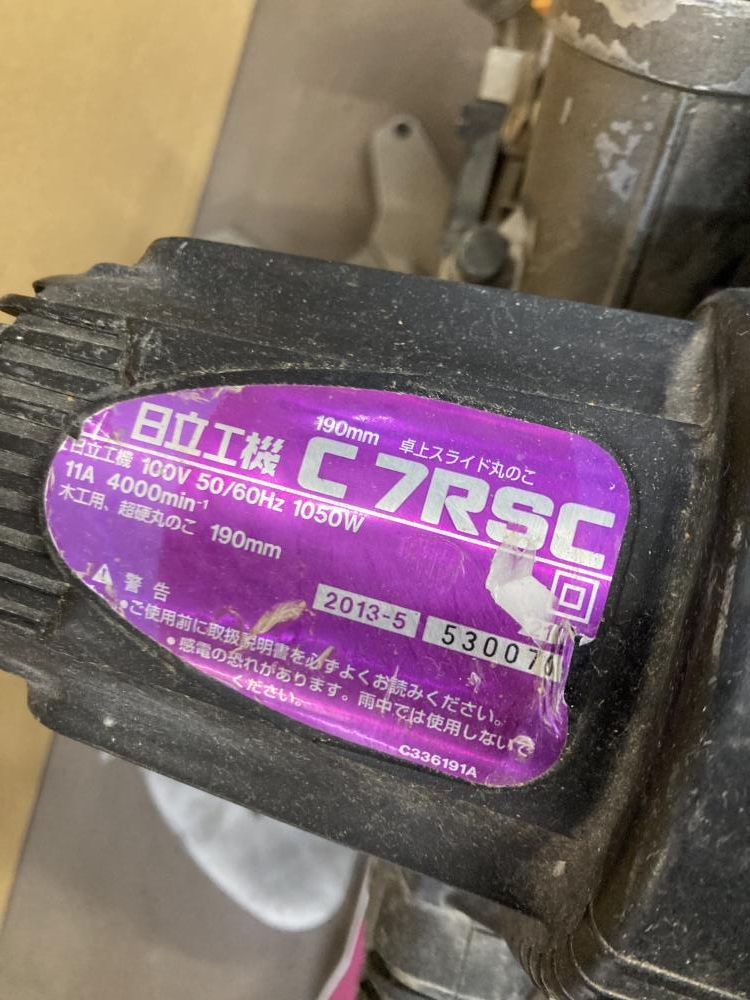 日立工機
190mm 卓上スライド丸のこ
C 7RSC
日立工機 100V 50/60Hz 1050W
11A 4000min⁻¹
木工用、超硬丸のこ 190mm
警告
2013-5
•ご使用前に取扱説明書を必ずよくお読みください。
•感電の恐れがあります。雨中では使用しないで
ください。
C336191A